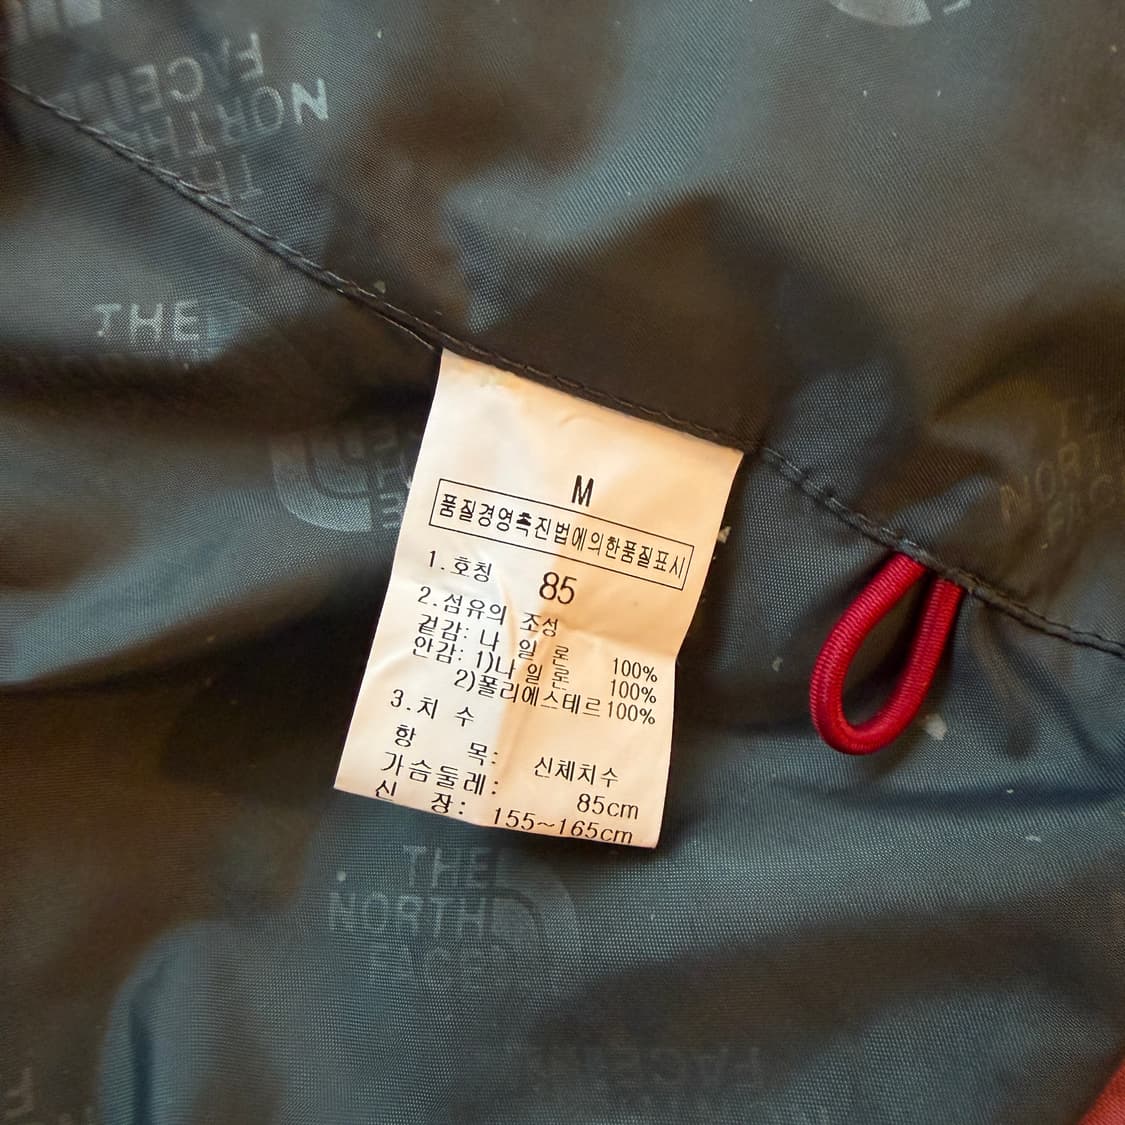 THE
NORTH
FACE
THE
M
품질경영촉진법에의한품질표시
1.호칭 85
2.섬유의 조성
겉감: 나 일 론 100%
안감: 1)나 일 론 100%
2)폴리에스테르100%
3.치 수
항 목: 신체치수
가슴둘레: 85cm
신 장: 155~165cm
NORTH
THE
NORTH
FACE
FACE